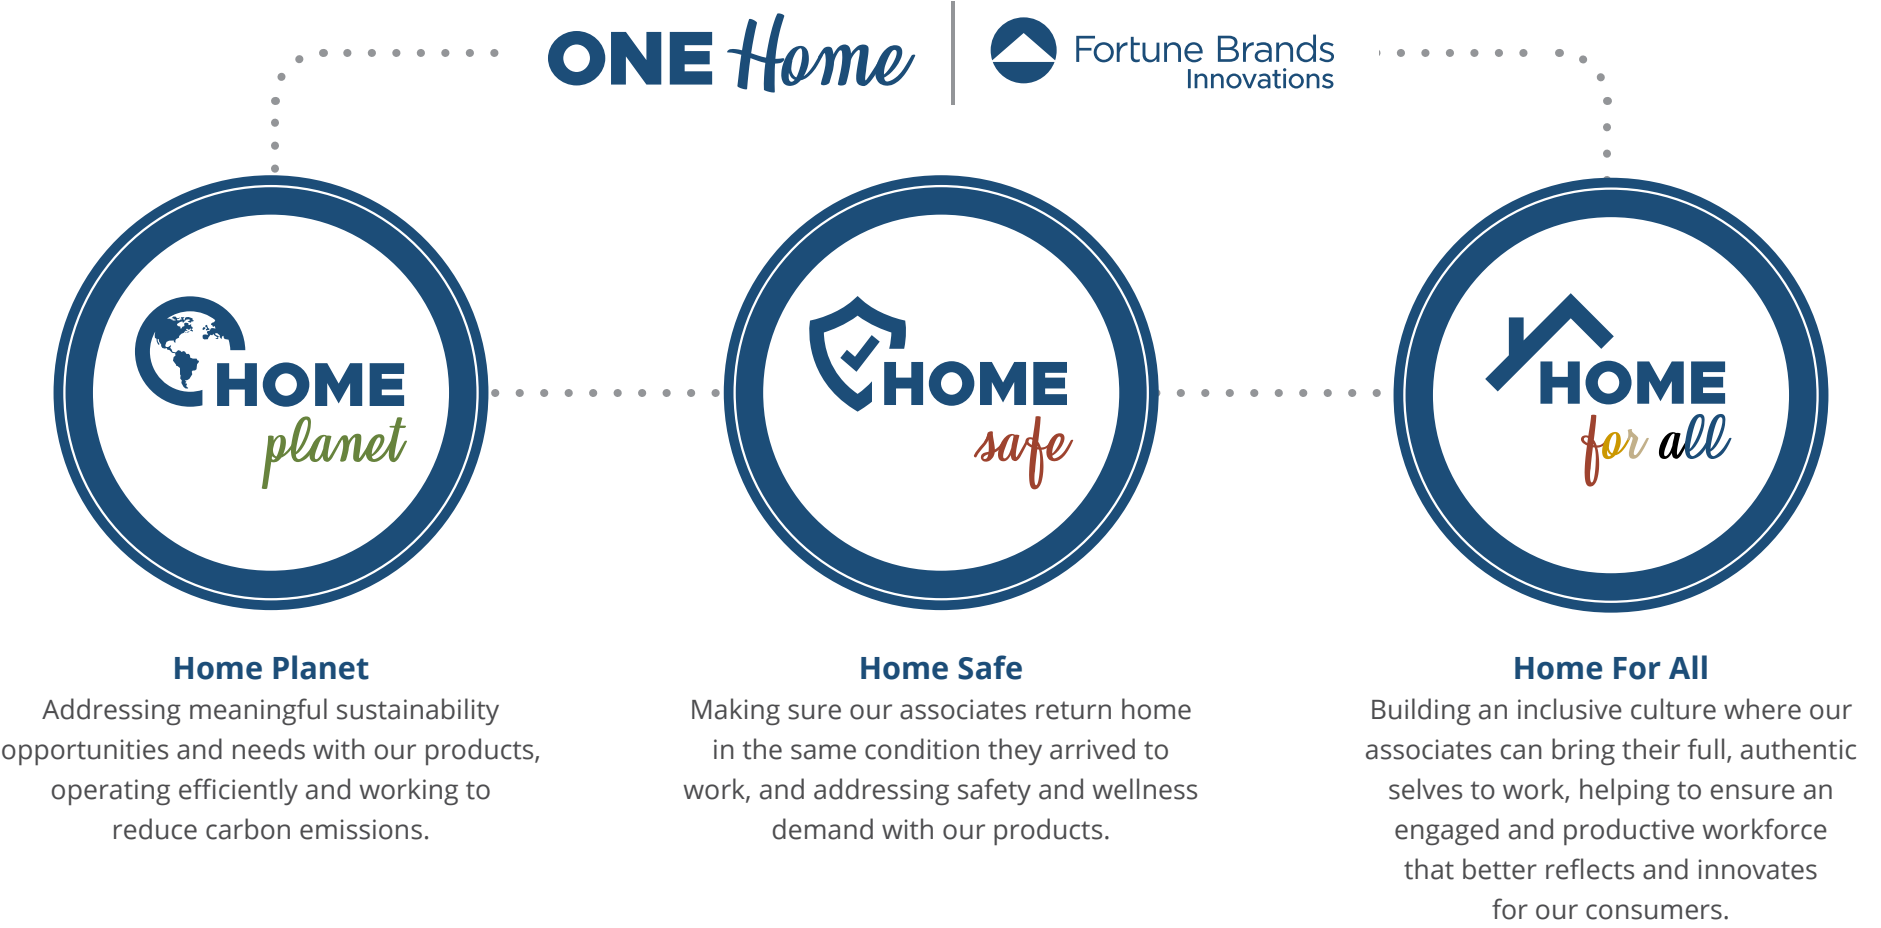 ONE Home
Fortune Brands
Innovations
HOME
planet
HOME
safe
HOME
for all
Home Planet
Addressing meaningful sustainability
opportunities and needs with our products,
operating efficiently and working to
reduce carbon emissions.
Home Safe
Making sure our associates return home
in the same condition they arrived to
work, and addressing safety and wellness
demand with our products.
Home For All
Building an inclusive culture where our
associates can bring their full, authentic
selves to work, helping to ensure an
engaged and productive workforce
that better reflects and innovates
for our consumers.